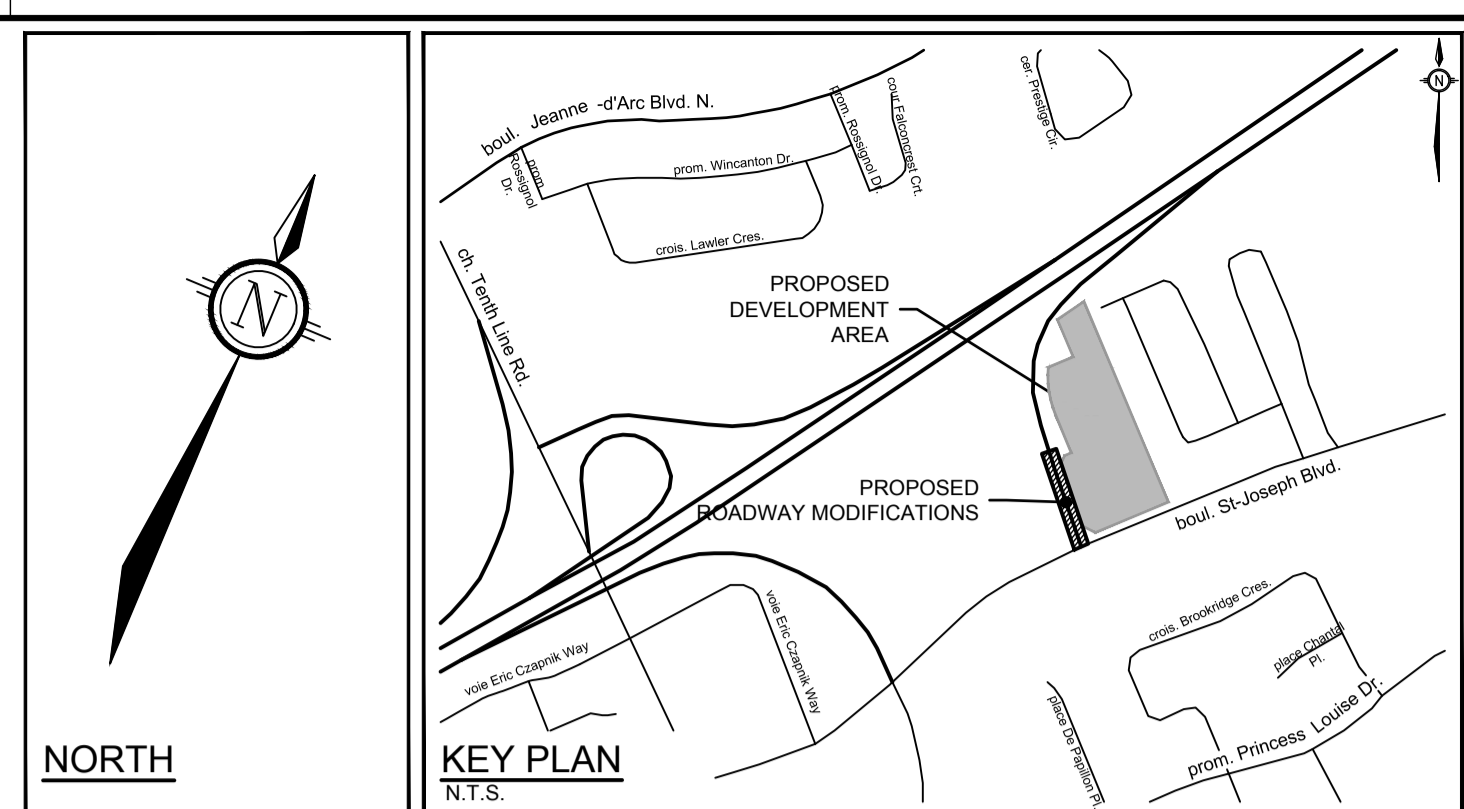 N
NORTH
N
boul. Jeanne -d'Arc Blvd. N.
prom.
Rossignol
Dr.
prom. Wincanton Dr.
prom. Rossignol Dr.
cour Falconcrest Crt.
cer. Prestige Cir.
crois. Lawler Cres.
ch. Tenth Line Rd.
PROPOSED
DEVELOPMENT
AREA
PROPOSED
ROADWAY MODIFICATIONS
boul. St-Joseph Blvd.
voie Eric Czapnik Way
voie Eric Czapnik Way
crois. Brookridge Cres.
place Chantal
Pl.
place De Papillon Pl.
prom. Princess Louise Dr.
KEY PLAN
N.T.S.